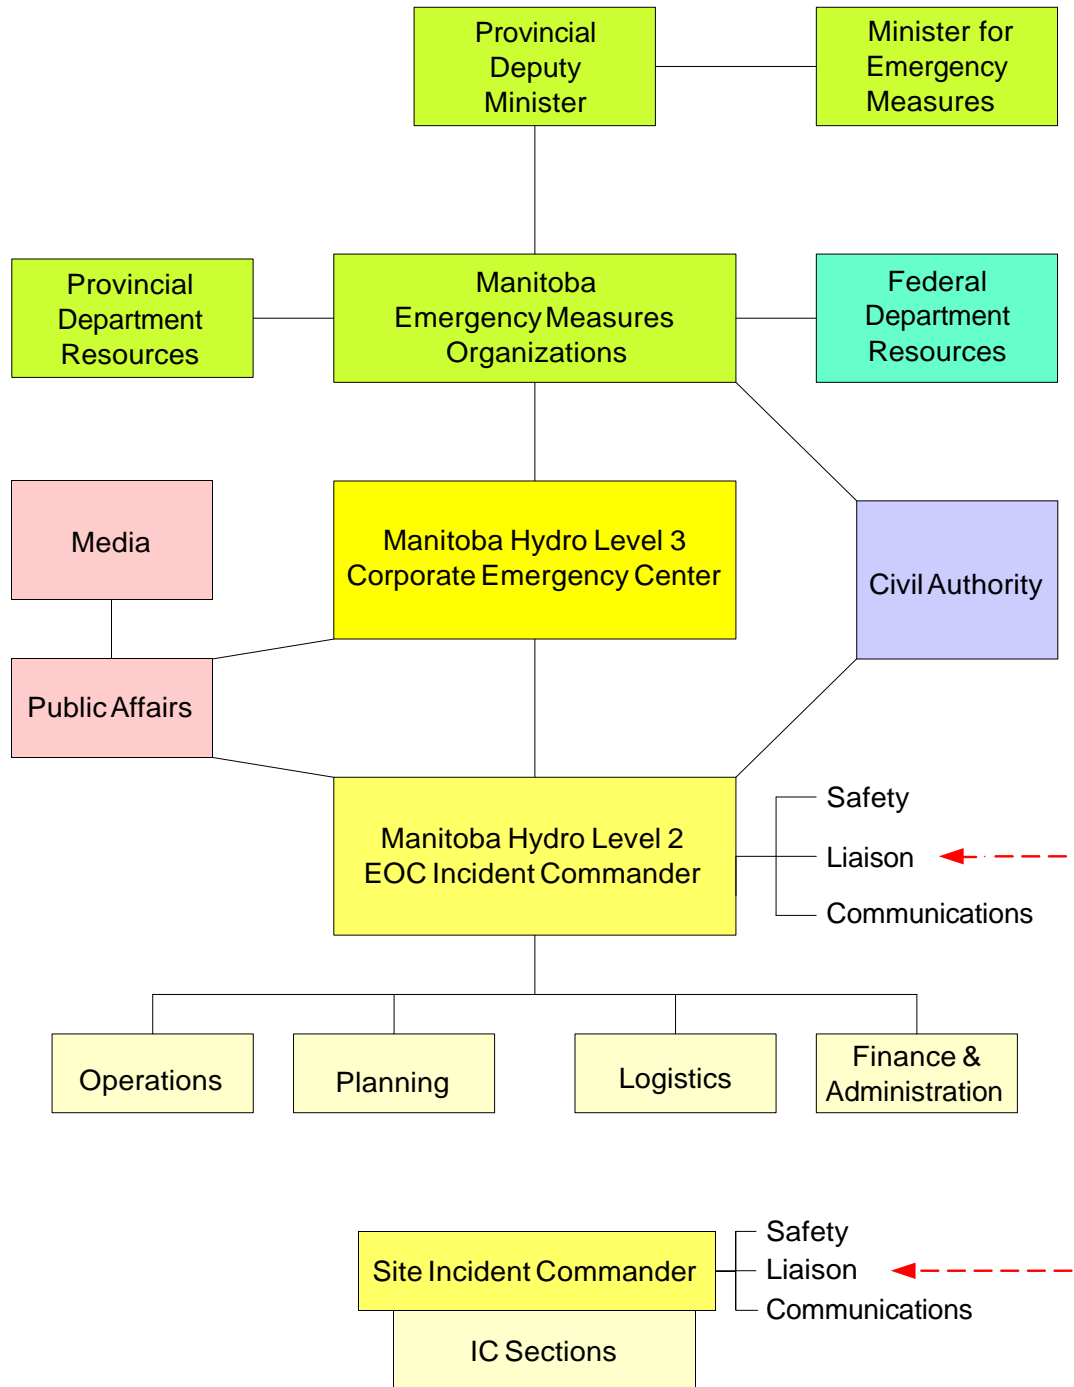 Provincial
Deputy
Minister
Minister for
Emergency
Measures
Provincial
Department
Resources
Manitoba
Emergency Measures
Organizations
Federal
Department
Resources
Media
Manitoba Hydro Level 3
Corporate Emergency Center
Civil Authority
Public Affairs
Manitoba Hydro Level 2
EOC Incident Commander
Safety
Liaison
Communications
Operations
Planning
Logistics
Finance &
Administration
Site Incident Commander
Safety
Liaison
Communications
IC Sections